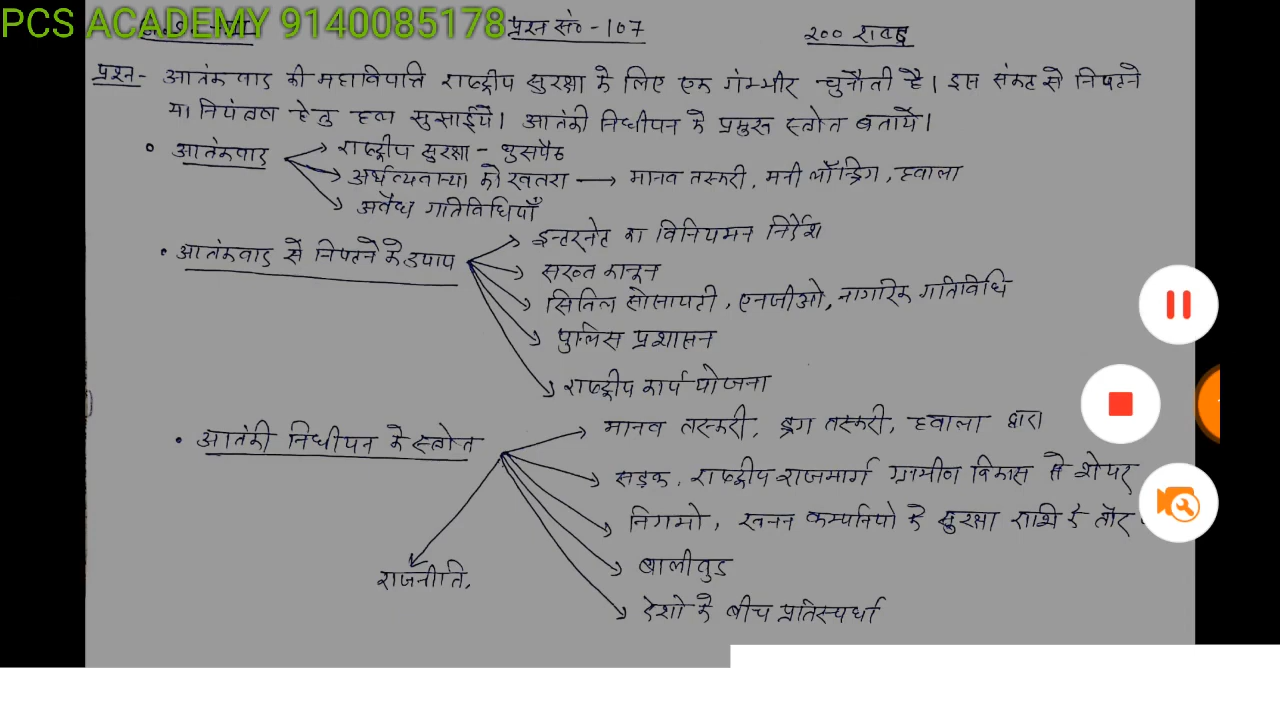 PCS ACADEMY 9140085178 प्रश्न सं० - 107 200 शब्द
प्रश्न- आतंकवाद की महाविपत्ति राष्ट्रीय सुरक्षा के लिए एक गंम्भीर चुनौती है। इस संकट से निपटने
या नियंत्रण हेतु हल सुसाईये। आतंकी निधीयन के प्रमुख स्त्रोत बतायें।
आतंकवाद
राष्ट्रीय सुरक्षा - घुसपैठ
अर्थव्यवस्था को खतरा → मानव तस्करी, मनी लॉन्ड्रिग, हवाला
अवैध गतिविधियाँ
आतंकवाद से निपटने के उपाय
इन्टरनेट का विनियमन निर्देश
सख्त कानून
सिविल सोसायटी, एनजीओ, नागरिक गतिविधि
पुलिस प्रशासन
राष्ट्रीय कार्य योजना
आतंकी निधीयन के स्त्रोत
मानव तस्करी, ड्रग तस्करी, हवाला द्वारा
सड़क, राष्ट्रीय राजमार्ग ग्रामीण विकास से शेयर
निगमो, खनन कम्पनियो से सुरक्षा राशि के तौर
बालीवुड
देशो के बीच प्रतिस्पर्धा
राजनीति,